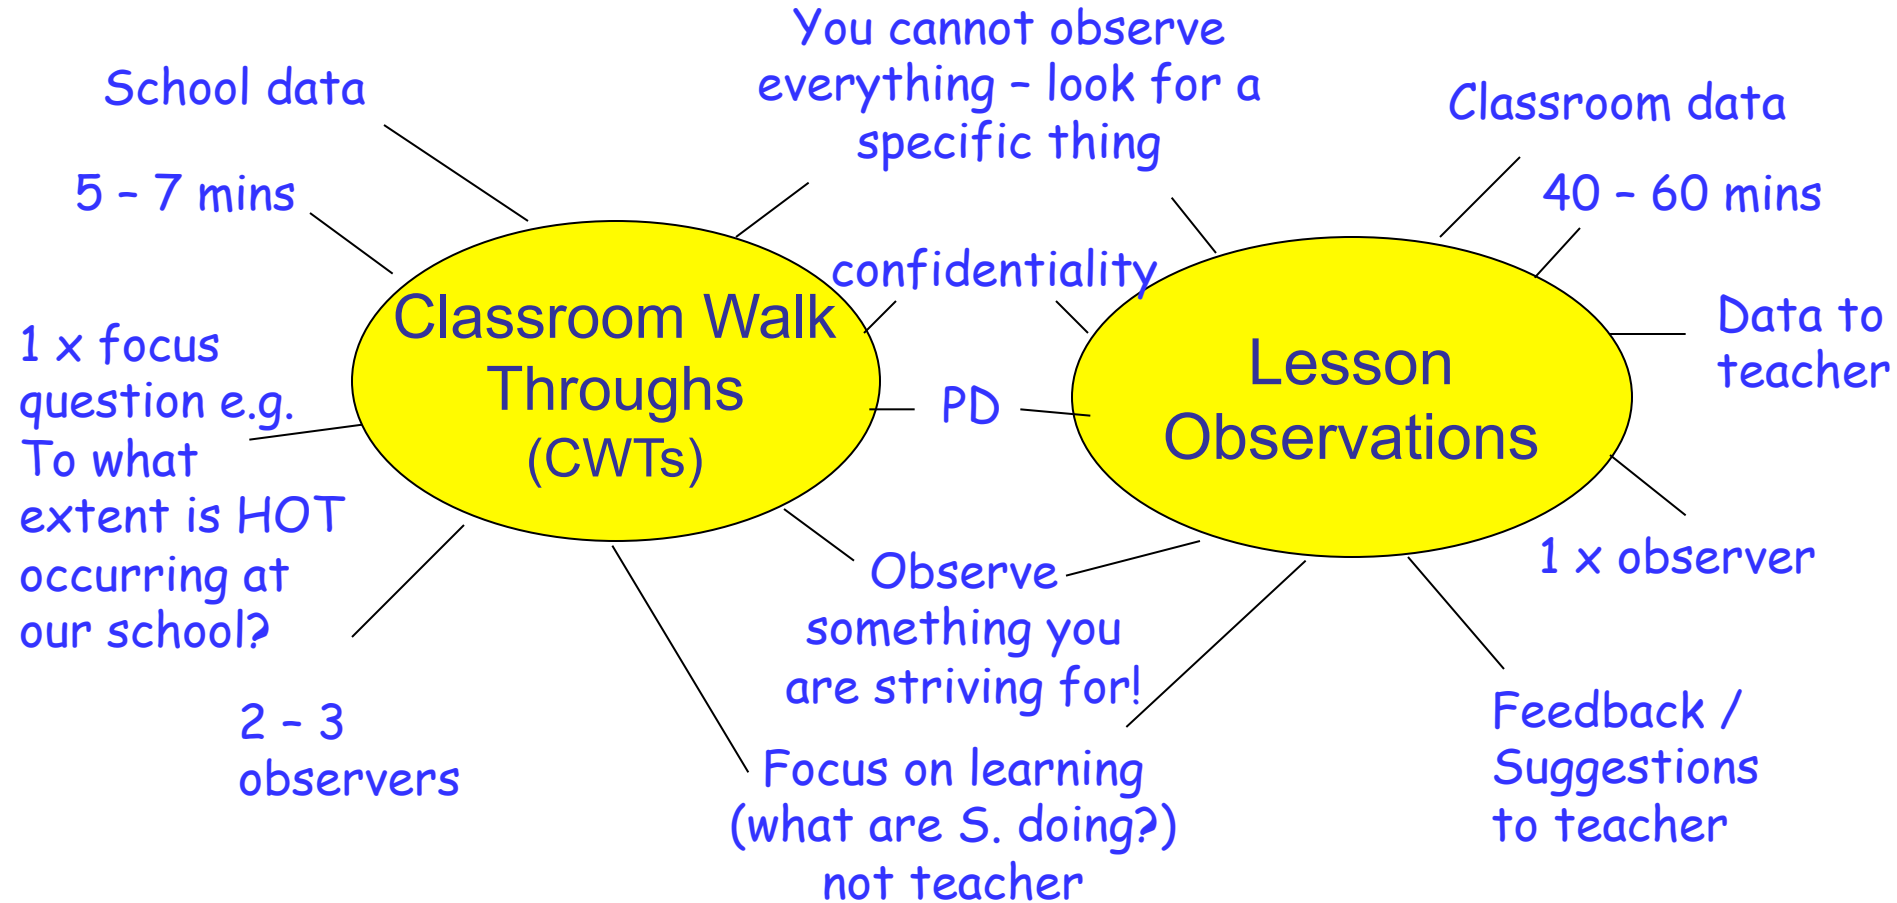 You cannot observe
everything – look for a
specific thing
School data
Classroom data
5 – 7 mins
40 – 60 mins
confidentiality
Classroom Walk
Throughs
(CWTs)
Lesson
Observations
Data to
teacher
1 x focus
question e.g.
To what
extent is HOT
occurring at
our school?
PD
1 x observer
Observe
something you
are striving for!
2 – 3
observers
Feedback /
Suggestions
to teacher
Focus on learning
(what are S. doing?)
not teacher